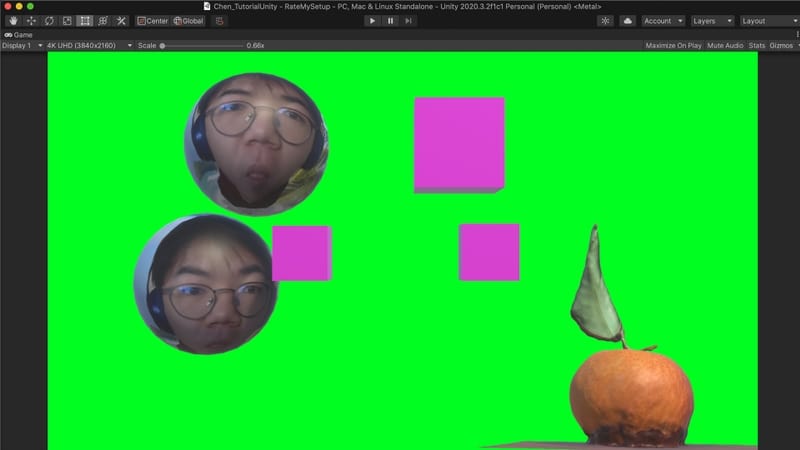 Chen_TutorialUnity - RateMySetup - PC, Mac & Linux Standalone - Unity 2020.3.2f1c1 Personal (Personal) <Metal>
Center Global Account Layers Layout
Game
Display 1 4K UHD (3840x2160) Scale 0.66x Maximize On Play Mute Audio Stats Gizmos